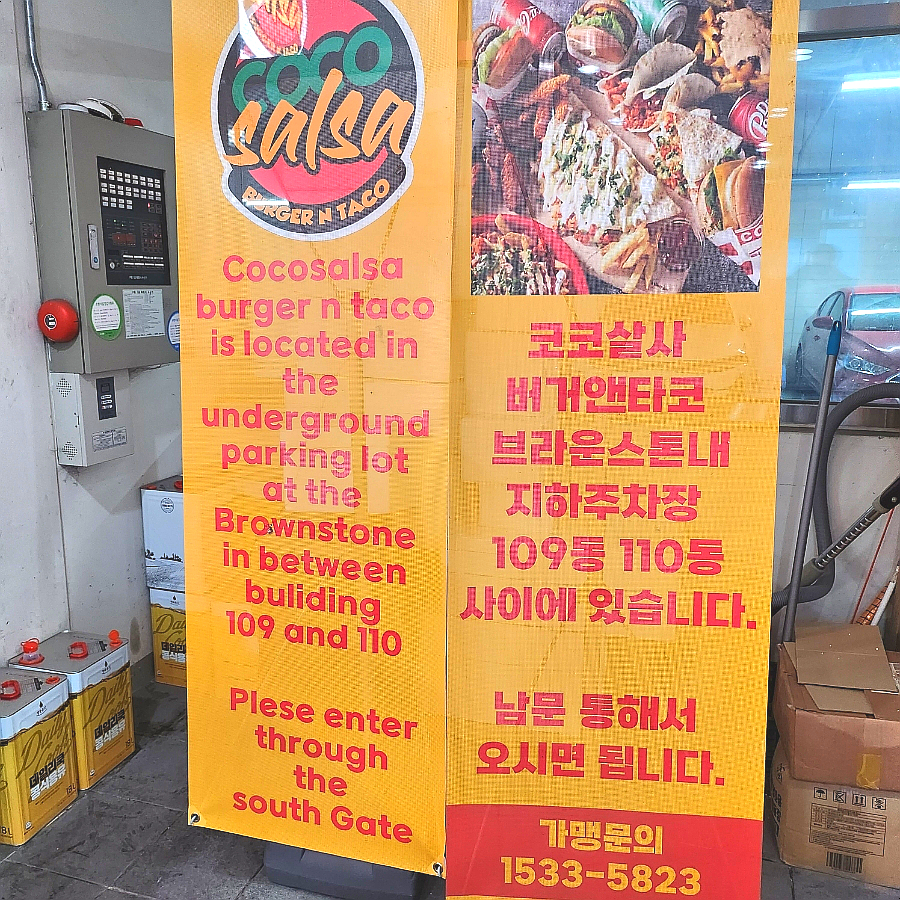 COCO
salsa
BURGER N TACO
Cocosalsa
burger n taco
is located in
the
underground
parking lot
at the
Brownstone
in between
buliding
109 and 110
Plese enter
through
the
south Gate
코코살사
버거앤타코
브라운스톤내
지하주차장
109동 110동
사이에 있습니다.
남문 통해서
오시면 됩니다.
가맹문의
1533-5823
Daily
Daily
Daily